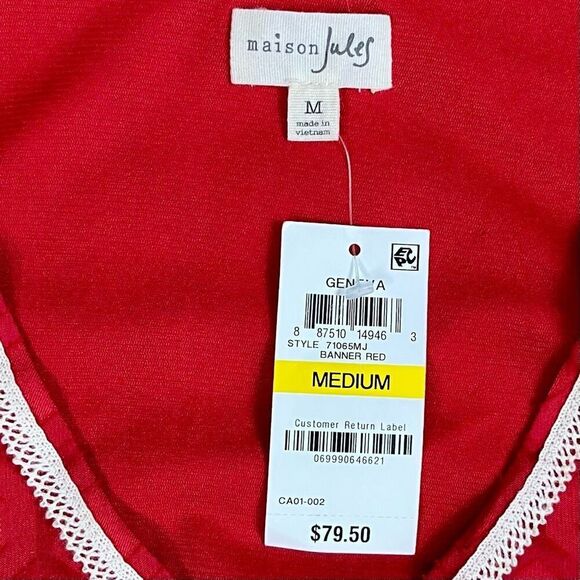 maison Jules
M
made in
vietnam
GENEVA
8 87510 14946 3
STYLE 71065MJ
BANNER RED
MEDIUM
Customer Return Label
069990646621
CA01-002
$79.50